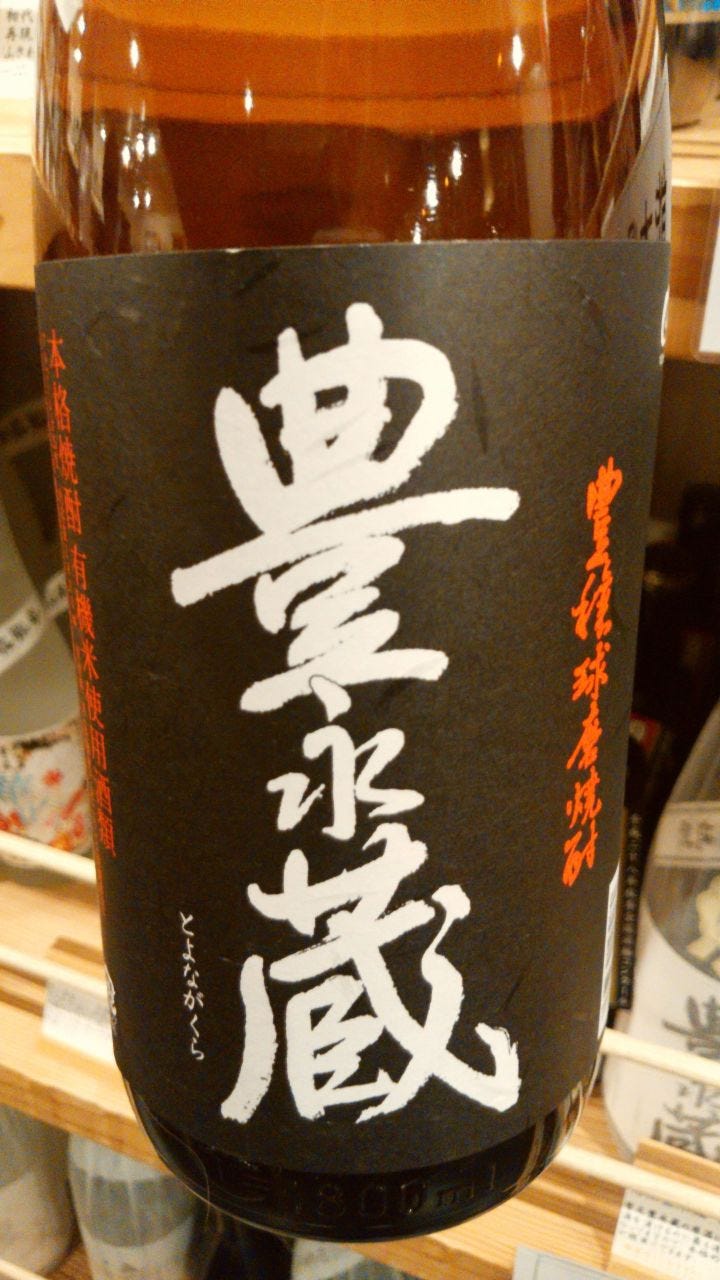 豊永蔵
とよながくら
豊穣球磨焼酎
本格焼酎 有機米使用酒類
1800ml